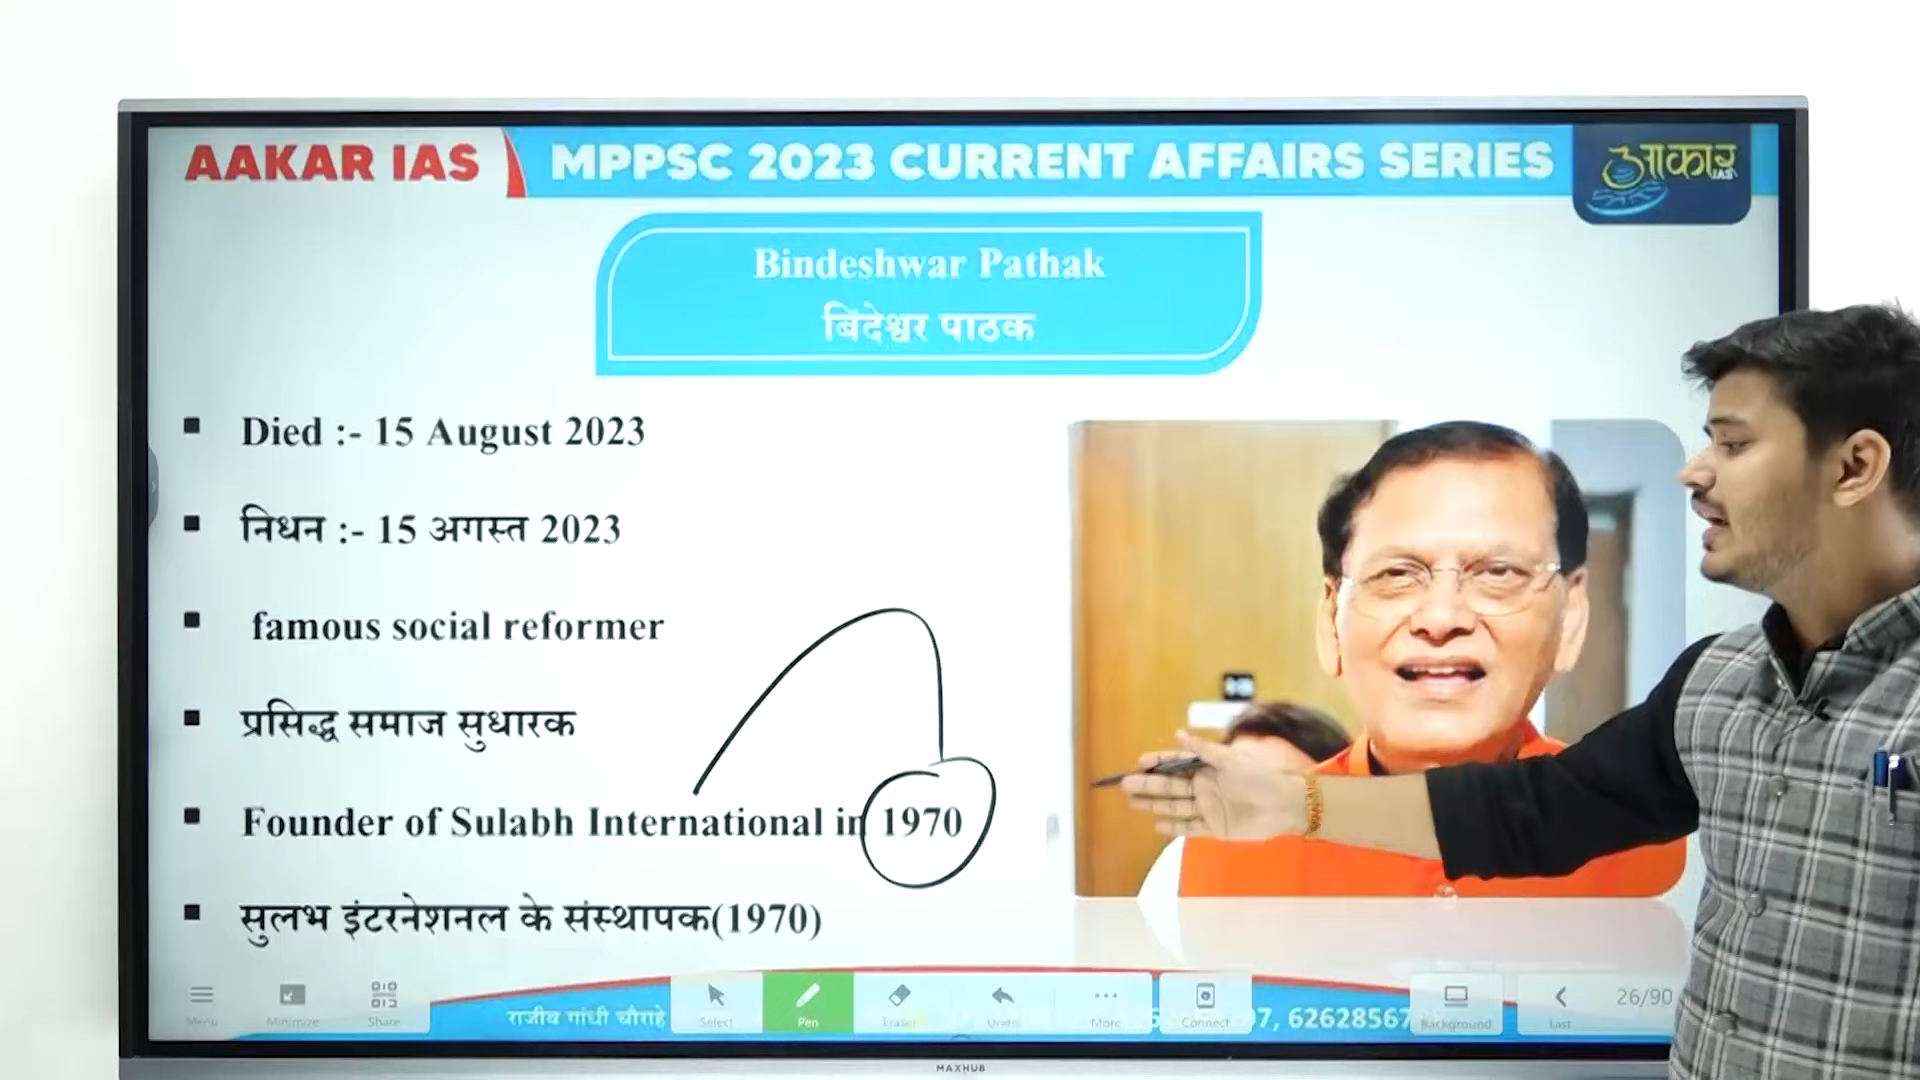 AAKAR IAS
MPPSC 2023 CURRENT AFFAIRS SERIES
आकार
IAS
Bindeshwar Pathak
बिंदेश्वर पाठक
Died :- 15 August 2023
निधन :- 15 अगस्त 2023
famous social reformer
प्रसिद्ध समाज सुधारक
Founder of Sulabh International in 1970
सुलभ इंटरनेशनल के संस्थापक(1970)
राजीव गांधी चौराहे
7, 6262856
Menu
Minimize
Share
Select
Pen
Eraser
Undo
More
Connect
Background
Last
26/90
MAXHUB